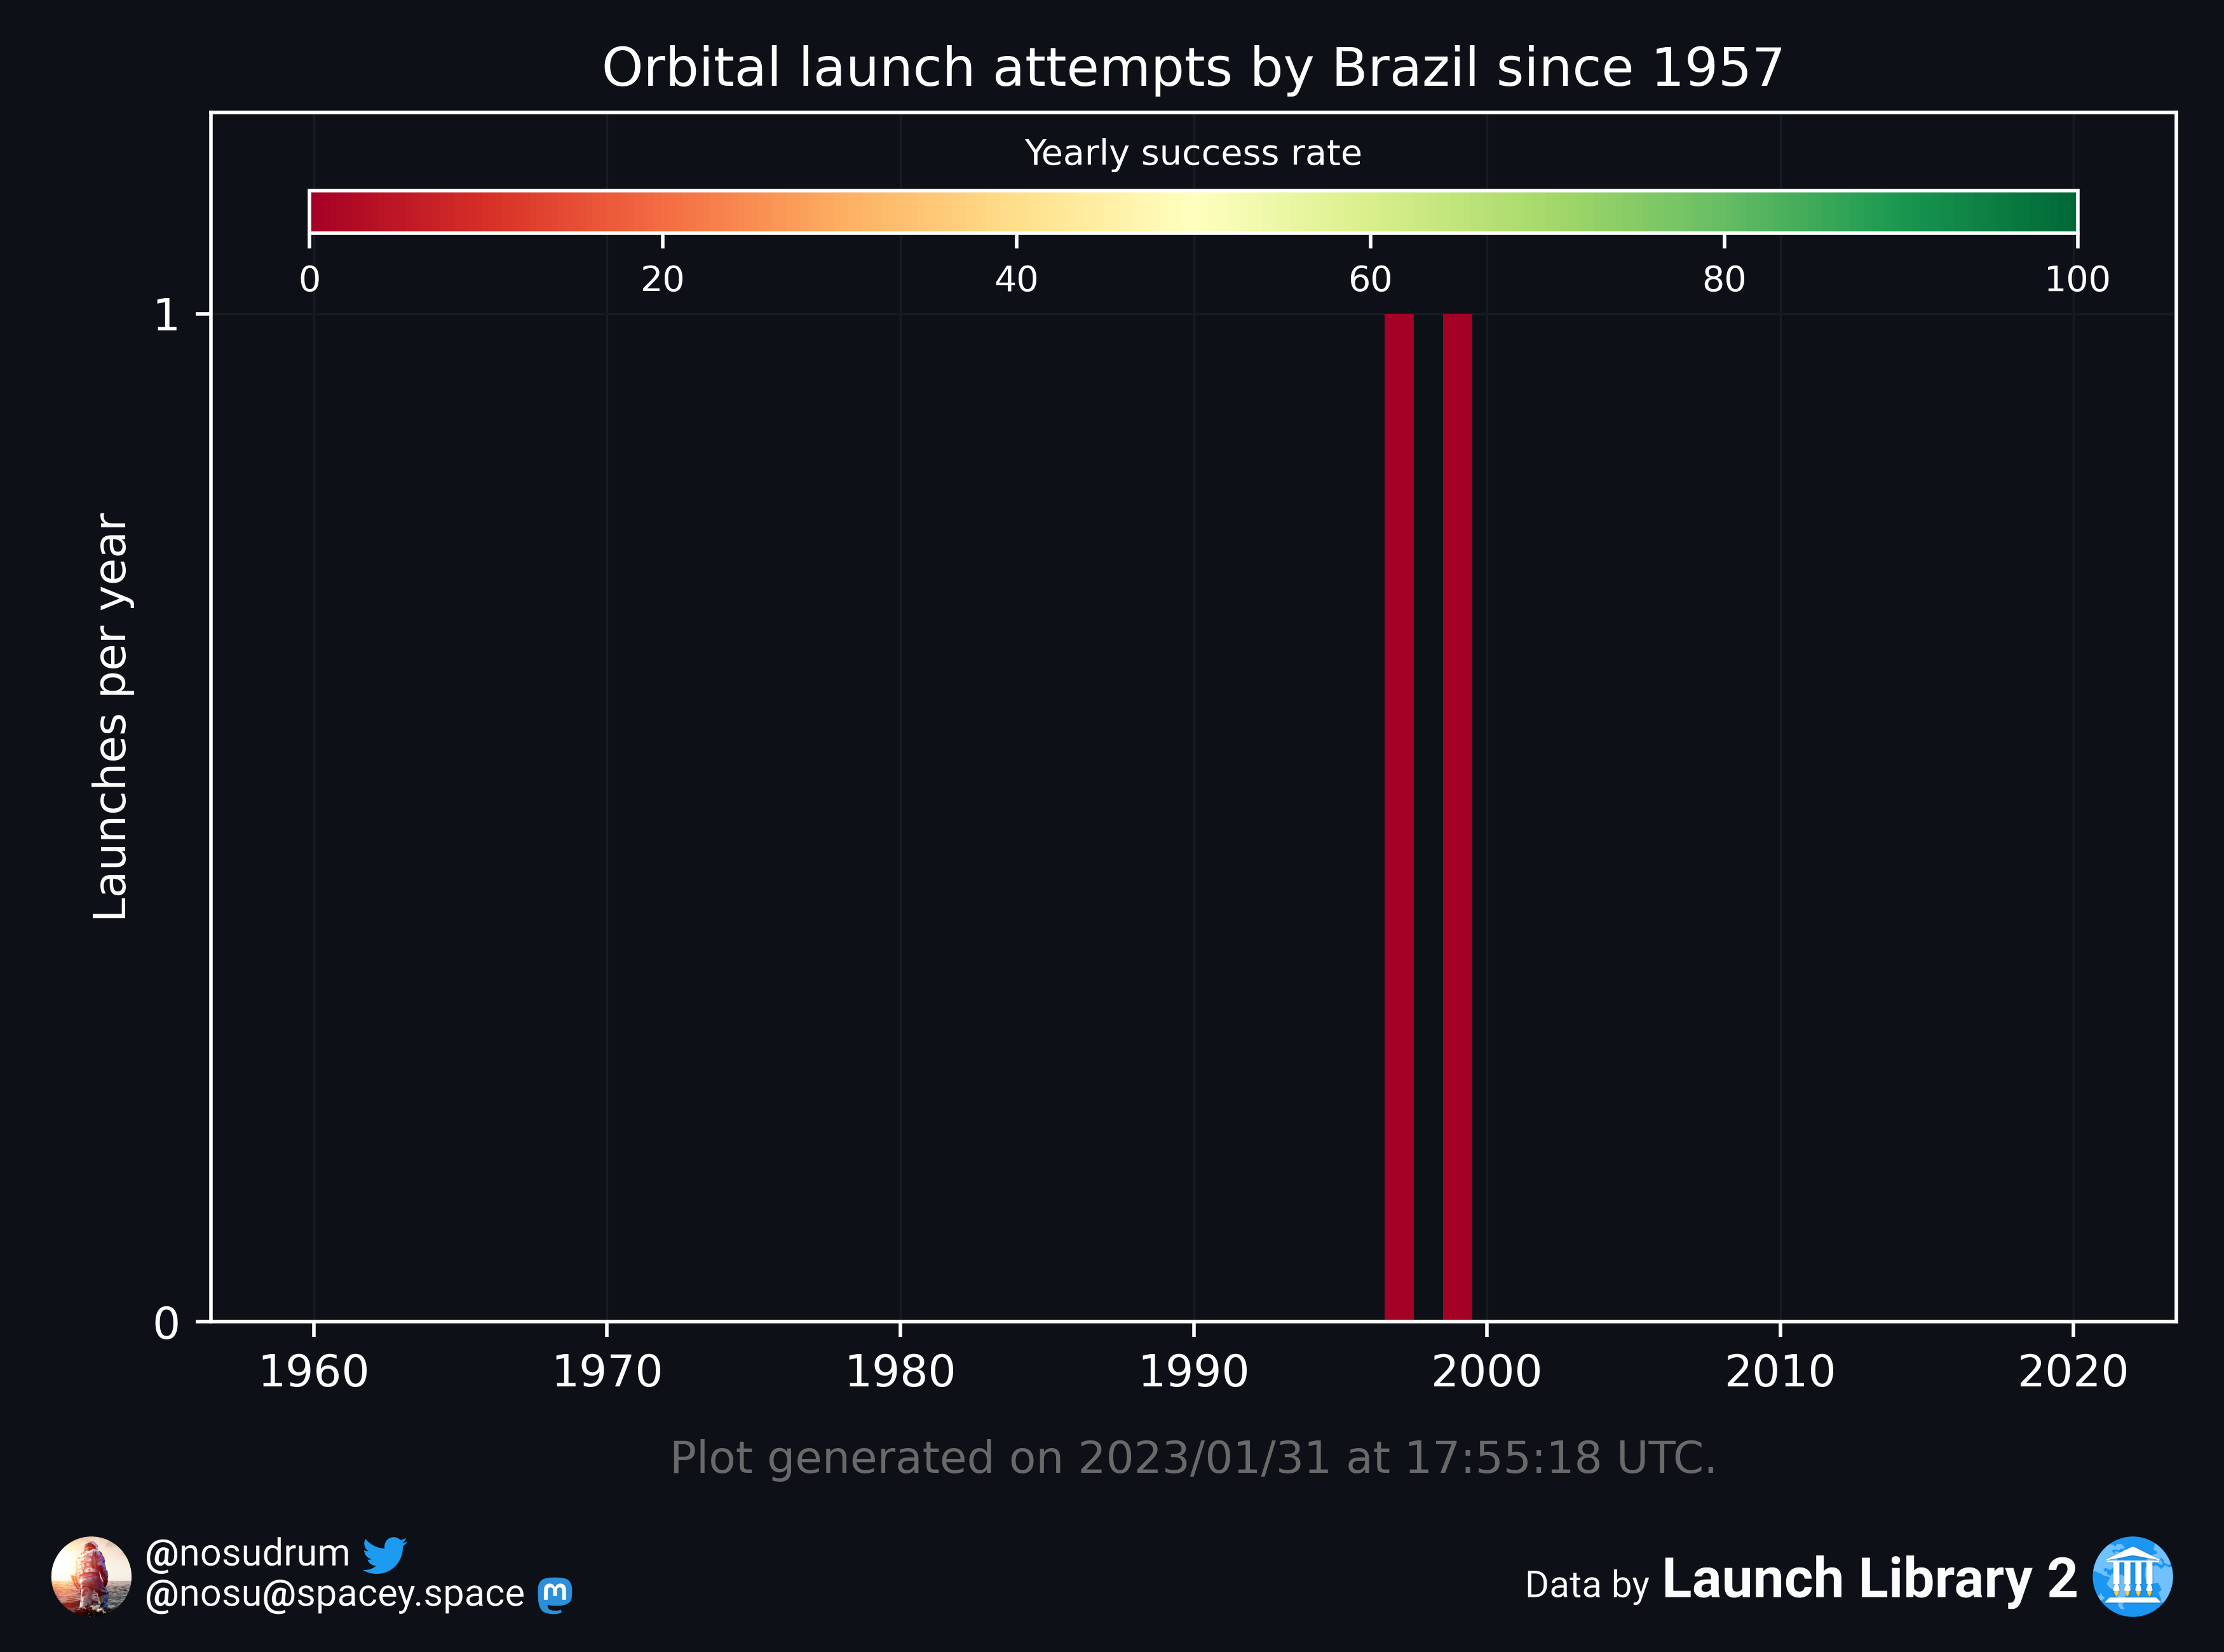 Orbital launch attempts by Brazil since 1957
Yearly success rate
0 20 40 60 80 100
1
Launches per year
0
1960 1970 1980 1990 2000 2010 2020
Plot generated on 2023/01/31 at 17:55:18 UTC.
@nosudrum
@nosu@spacey.space
Data by Launch Library 2